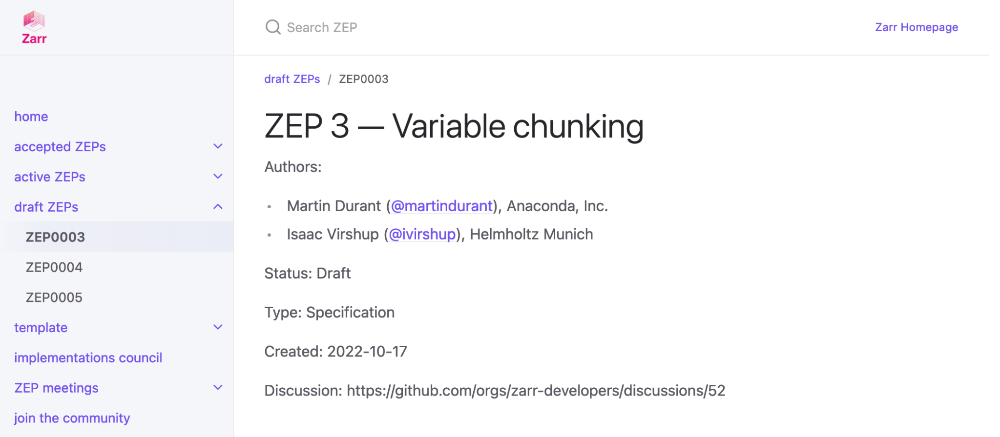 Zarr
Search ZEP
Zarr Homepage
home
accepted ZEPs
active ZEPs
draft ZEPs
ZEP0003
ZEP0004
ZEP0005
template
implementations council
ZEP meetings
join the community
draft ZEPs / ZEP0003
ZEP 3 — Variable chunking
Authors:
• Martin Durant (@martindurant), Anaconda, Inc.
• Isaac Virshup (@ivirshup), Helmholtz Munich
Status: Draft
Type: Specification
Created: 2022-10-17
Discussion: https://github.com/orgs/zarr-developers/discussions/52